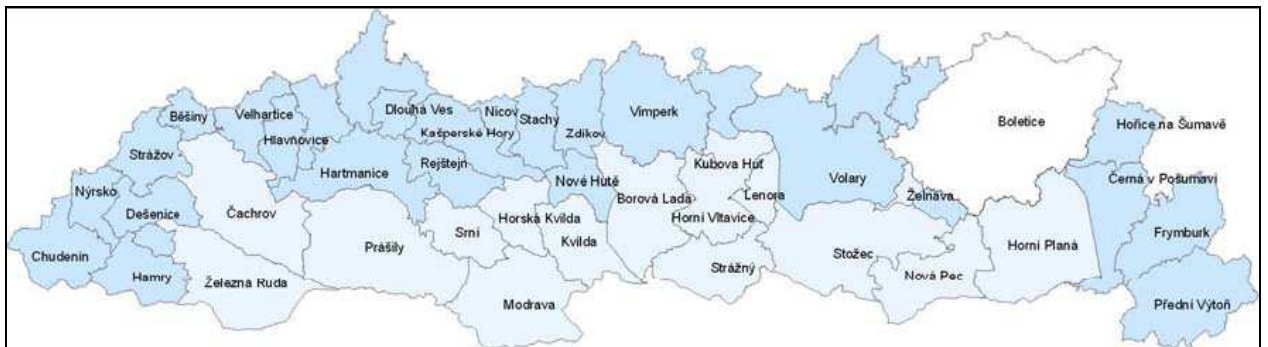 Běšiny
Velhartice
Dlouhá Ves
Nicov
Stachy
Vimperk
Boletice
Hořice na Šumavě
Hlavňovice
Kašperské Hory
Zdíkov
Strážov
Rejštejn
Kubova Huť
Hartmanice
Nové Hutě
Volary
Černá v Pošumaví
Nýrsko
Borová Lada
Lenora
Želnava
Dešenice
Čachrov
Horská Kvilda
Horní Vltavice
Srní
Frymburk
Prášily
Kvilda
Horní Planá
Chudenín
Stožec
Strážný
Hamry
Železná Ruda
Nová Pec
Modrava
Přední Výtoň